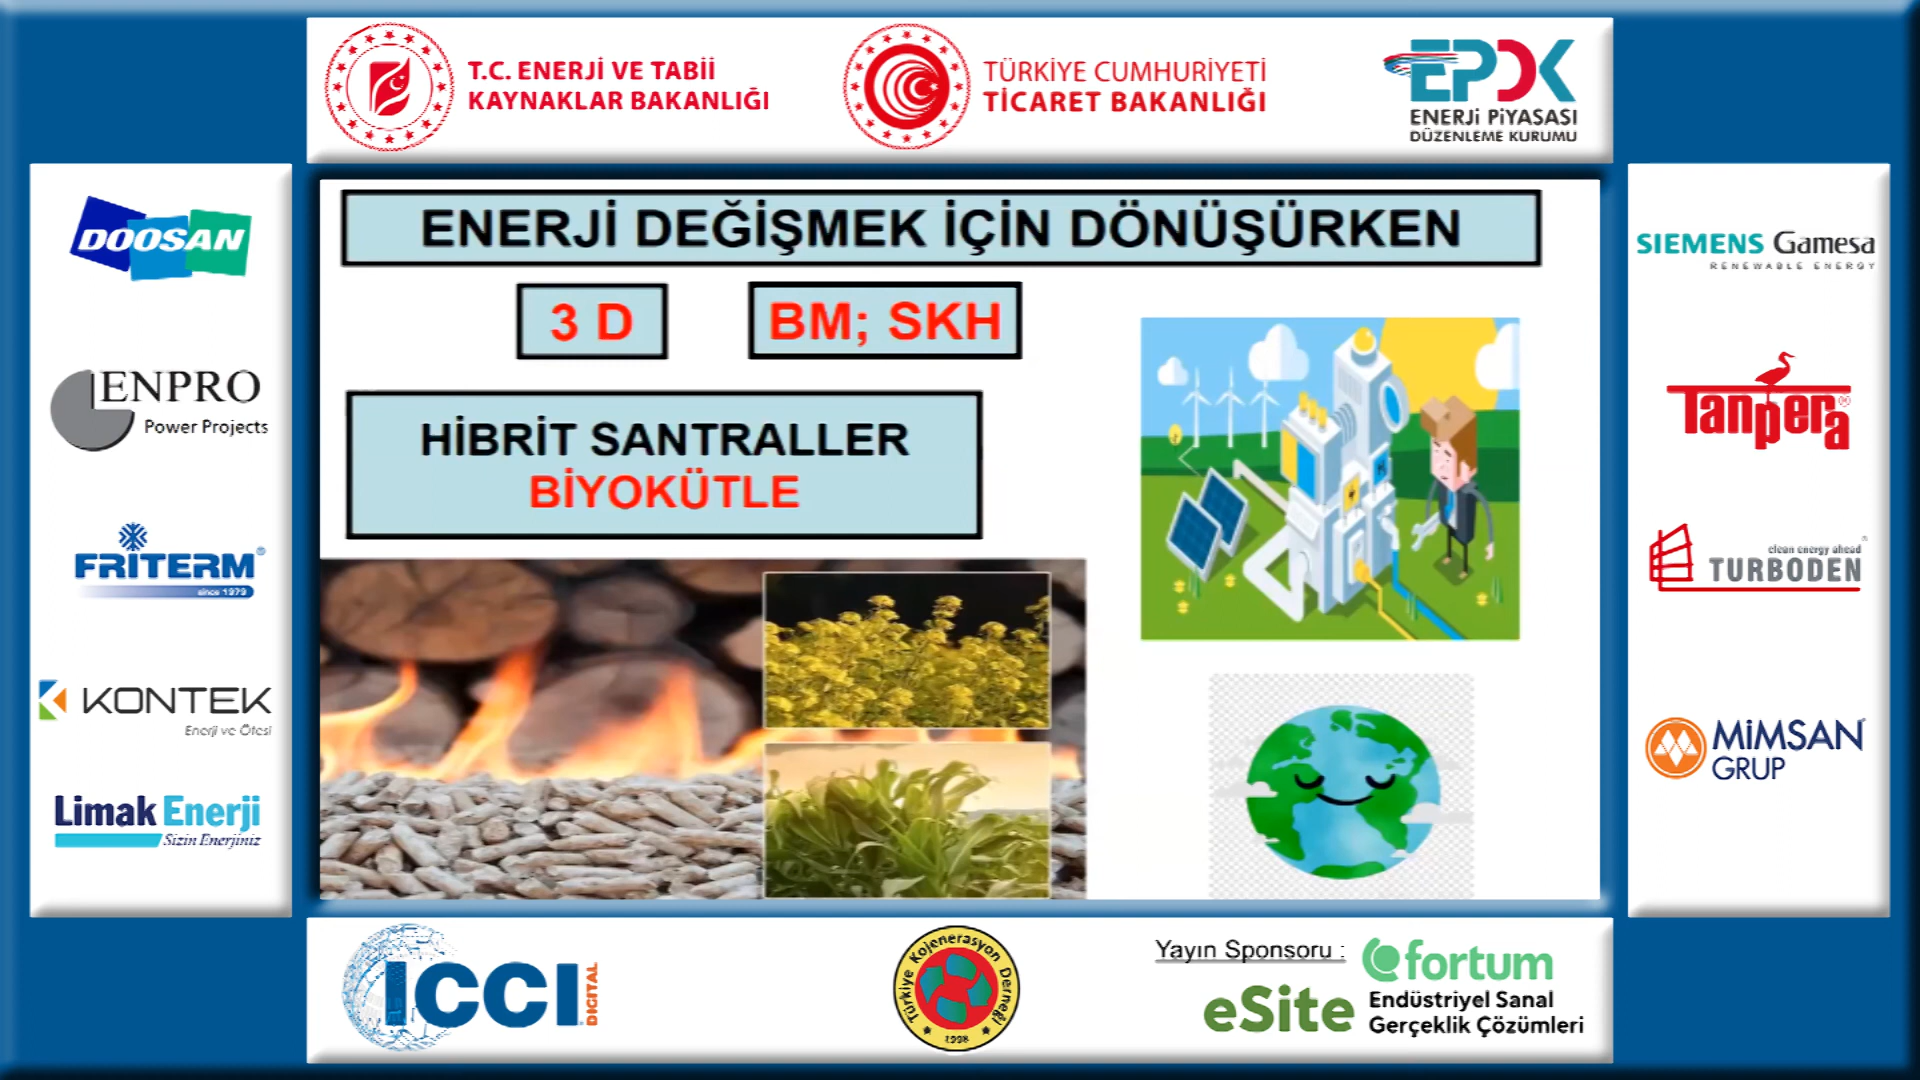 T.C. ENERJİ VE TABİİ
KAYNAKLAR BAKANLIĞI
TÜRKİYE CUMHURİYETİ
TİCARET BAKANLIĞI
EPDK
ENERJİ PİYASASI
DÜZENLEME KURUMU
DOOSAN
ENPRO
Power Projects
FRITERM®
since 1979
KONTEK
Enerji ve Ötesi
Limak Enerji
Sizin Enerjiniz
ENERJİ DEĞİŞMEK İÇİN DÖNÜŞÜRKEN
3 D
BM; SKH
HİBRİT SANTRALLER
BİYOKÜTLE
SIEMENS Gamesa
RENEWABLE ENERGY
Tanpera®
clean energy ahead
TURBODEN®
MİMSAN
GRUP
ICCI
DIGITAL
Türkiye Kojenerasyon Derneği
1998
Yayın Sponsoru :
fortum
eSite
Endüstriyel Sanal
Gerçeklik Çözümleri